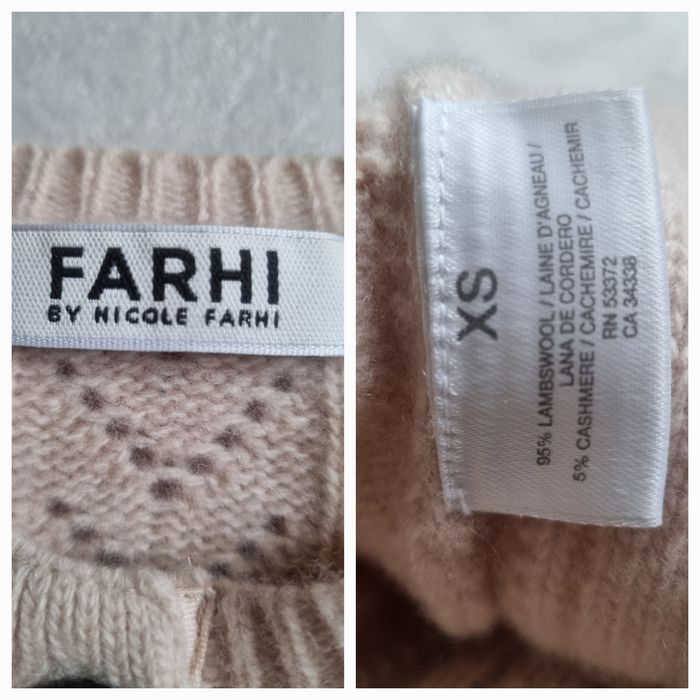 FARHI
BY NICOLE FARHI
XS
95% LAMBSWOOL / LAINE D'AGNEAU /
LANA DE CORDERO
5% CASHMERE / CACHEMIRE / CACHEMIR
RN 53372
CA 34338